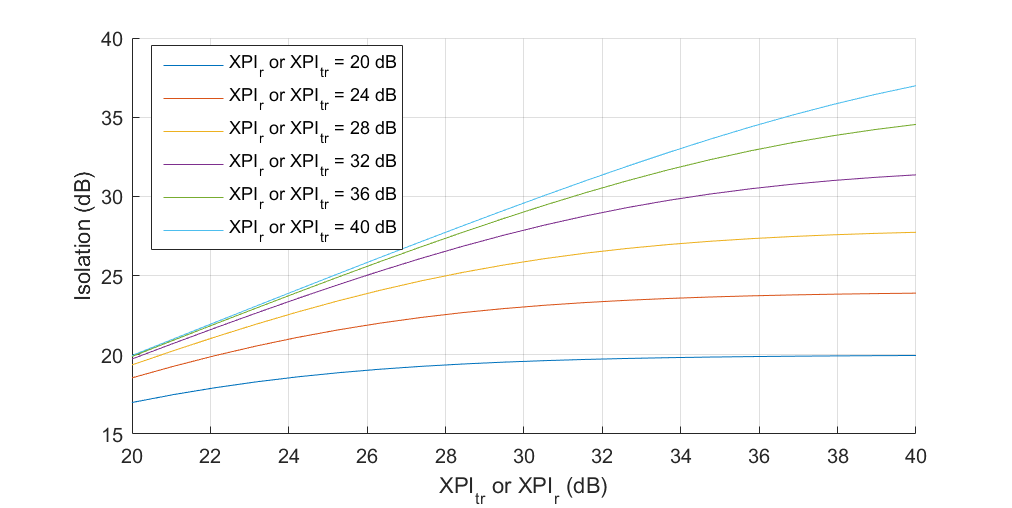 40
35
30
25
20
15
Isolation (dB)
XPIr or XPItr = 20 dB
XPIr or XPItr = 24 dB
XPIr or XPItr = 28 dB
XPIr or XPItr = 32 dB
XPIr or XPItr = 36 dB
XPIr or XPItr = 40 dB
20 22 24 26 28 30 32 34 36 38 40
XPItr or XPIr (dB)